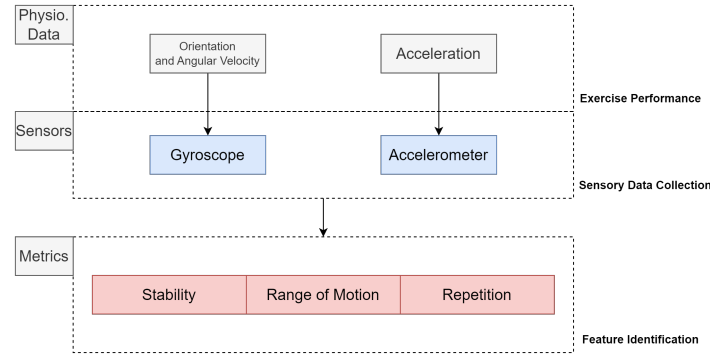 Physio.
Data
Orientation
and Angular Velocity
Acceleration
Exercise Performance
Sensors
Gyroscope
Accelerometer
Sensory Data Collection
Metrics
Stability
Range of Motion
Repetition
Feature Identification